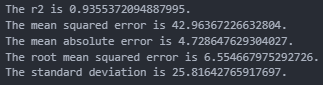 The r2 is 0.9355372094887995.
The mean squared error is 42.96367226632804.
The mean absolute error is 4.728647629304027.
The root mean squared error is 6.554667975292726.
The standard deviation is 25.81642765917697.